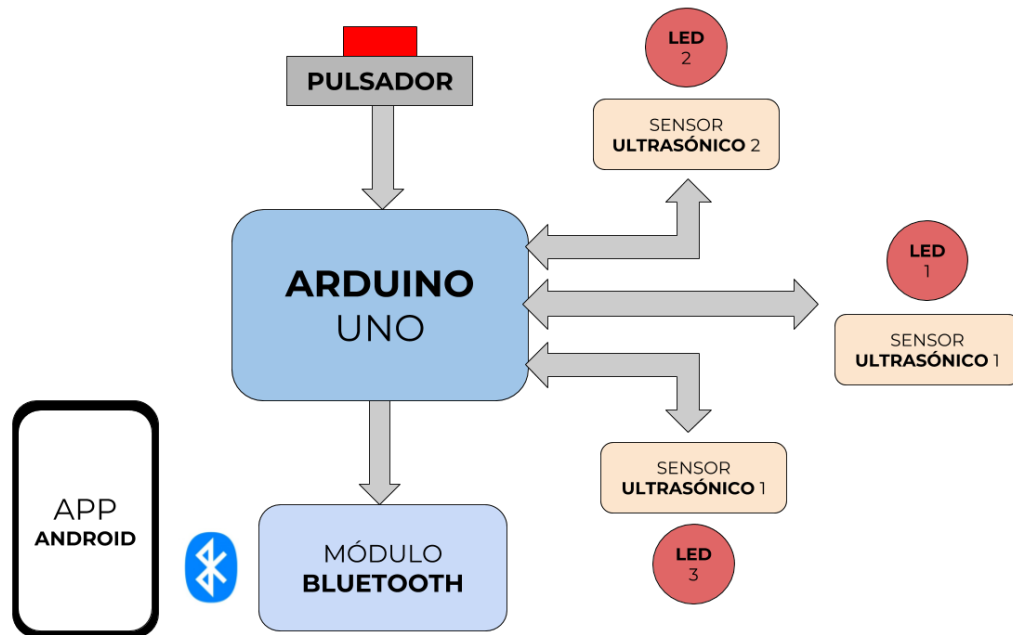 LED
2
PULSADOR
SENSOR
ULTRASÓNICO 2
ARDUINO
UNO
LED
1
SENSOR
ULTRASÓNICO 1
SENSOR
ULTRASÓNICO 1
LED
3
APP
ANDROID
MÓDULO
BLUETOOTH